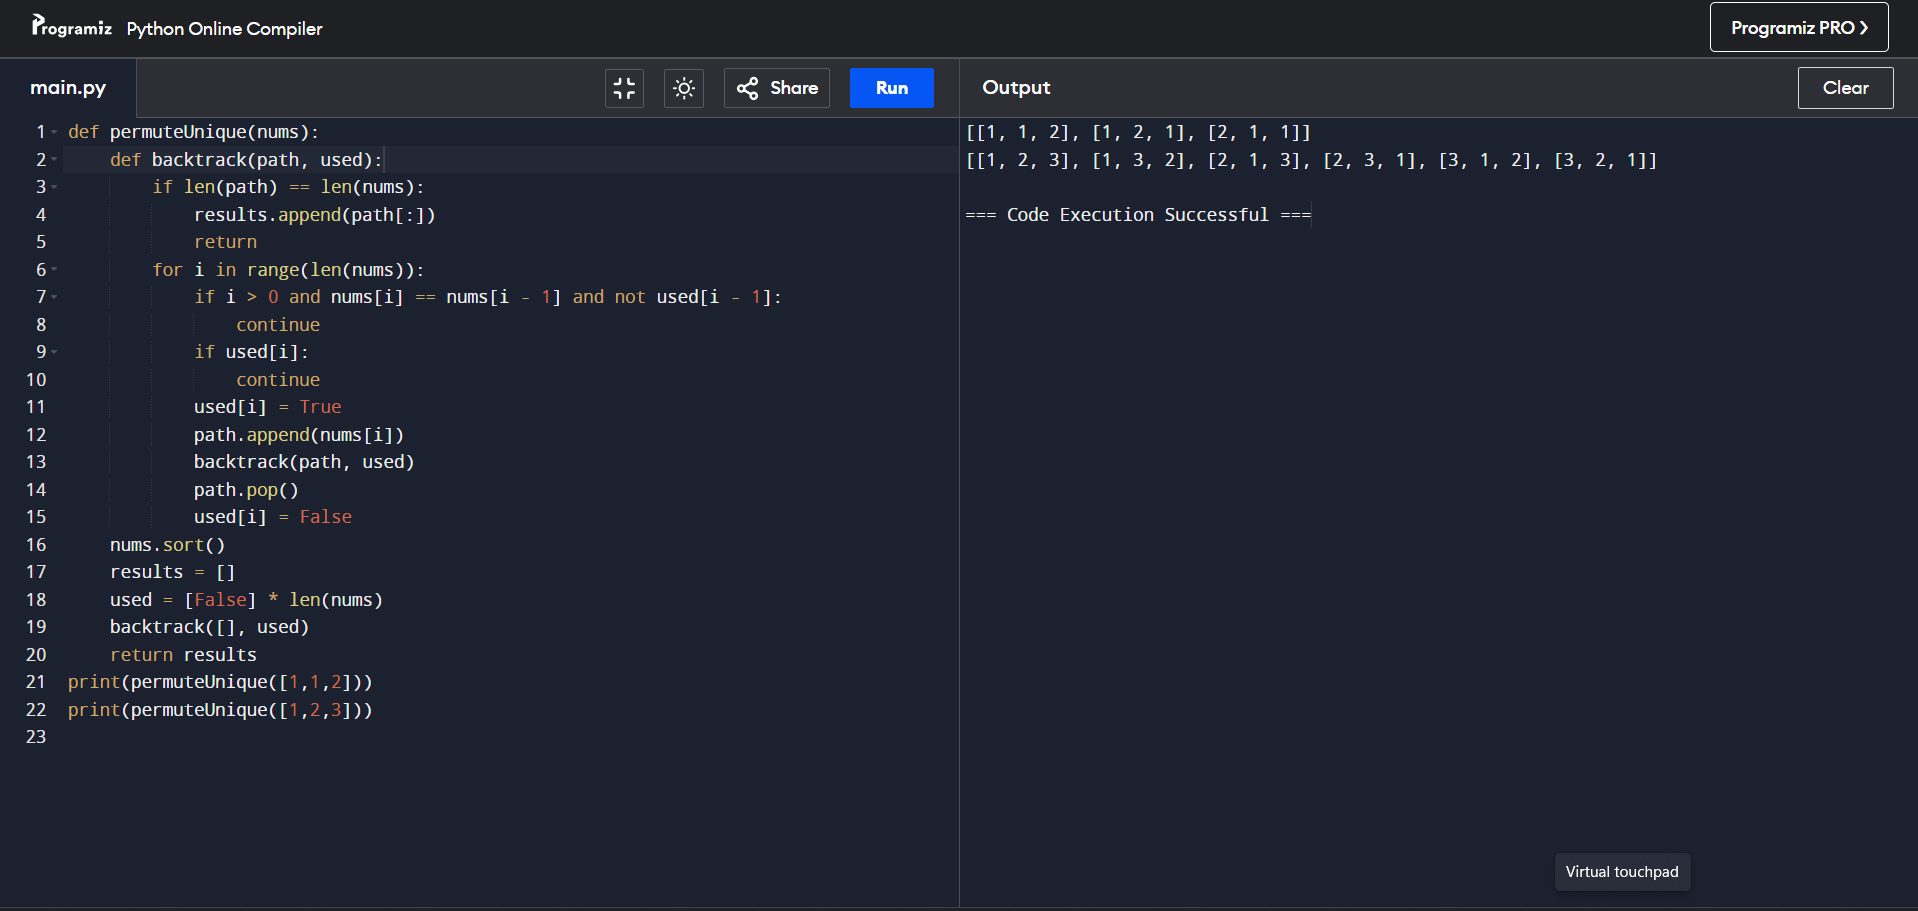 Programiz Python Online Compiler
Programiz PRO ❯
main.py
Share
Run
Output
Clear
1 def permuteUnique(nums):
2     def backtrack(path, used):
3         if len(path) == len(nums):
4             results.append(path[:])
5             return
6         for i in range(len(nums)):
7             if i > 0 and nums[i] == nums[i - 1] and not used[i - 1]:
8                 continue
9             if used[i]:
10                 continue
11             used[i] = True
12             path.append(nums[i])
13             backtrack(path, used)
14             path.pop()
15             used[i] = False
16     nums.sort()
17     results = []
18     used = [False] * len(nums)
19     backtrack([], used)
20     return results
21 print(permuteUnique([1,1,2]))
22 print(permuteUnique([1,2,3]))
23
[[1, 1, 2], [1, 2, 1], [2, 1, 1]]
[[1, 2, 3], [1, 3, 2], [2, 1, 3], [2, 3, 1], [3, 1, 2], [3, 2, 1]]
=== Code Execution Successful ===
Virtual touchpad